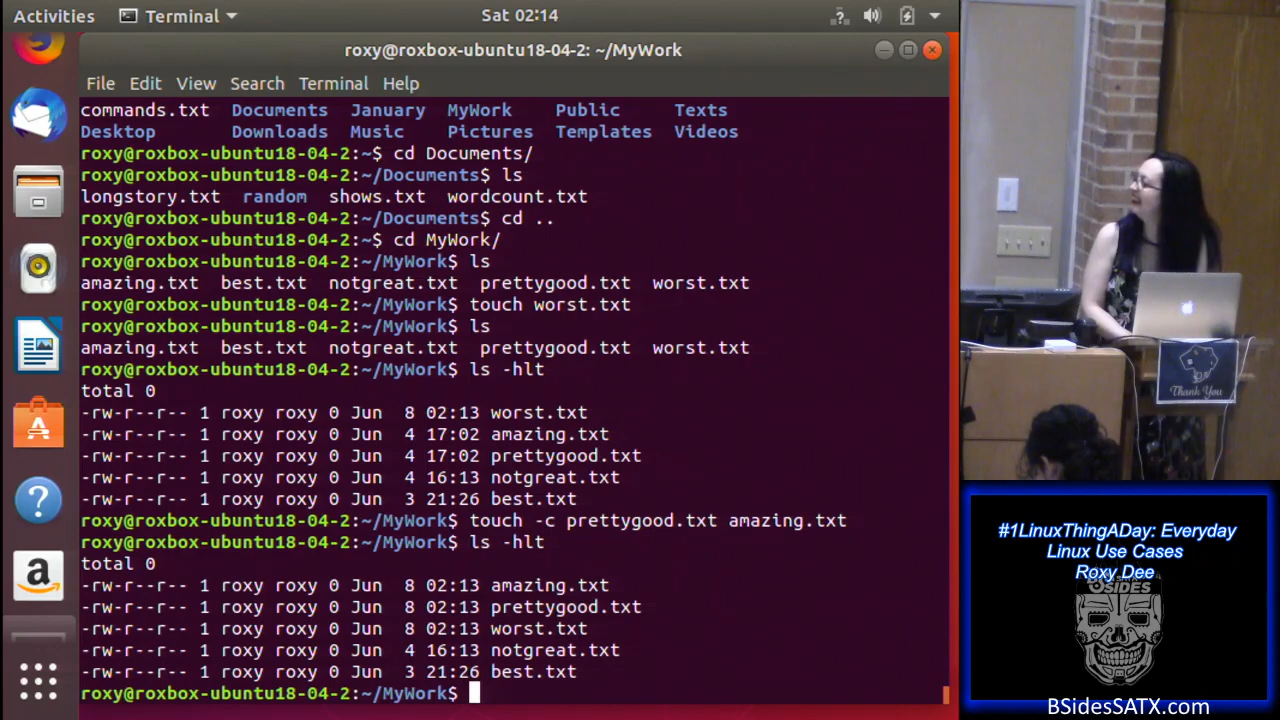 Activities Terminal Sat 02:14
roxy@roxbox-ubuntu18-04-2: ~/MyWork
File Edit View Search Terminal Help
commands.txt Documents January MyWork Public Texts
Desktop Downloads Music Pictures Templates Videos
roxy@roxbox-ubuntu18-04-2:~$ cd Documents/
roxy@roxbox-ubuntu18-04-2:~/Documents$ ls
longstory.txt random shows.txt wordcount.txt
roxy@roxbox-ubuntu18-04-2:~/Documents$ cd ..
roxy@roxbox-ubuntu18-04-2:~$ cd MyWork/
roxy@roxbox-ubuntu18-04-2:~/MyWork$ ls
amazing.txt best.txt notgreat.txt prettygood.txt worst.txt
roxy@roxbox-ubuntu18-04-2:~/MyWork$ touch worst.txt
roxy@roxbox-ubuntu18-04-2:~/MyWork$ ls
amazing.txt best.txt notgreat.txt prettygood.txt worst.txt
roxy@roxbox-ubuntu18-04-2:~/MyWork$ ls -hlt
total 0
-rw-r--r-- 1 roxy roxy 0 Jun 8 02:13 worst.txt
-rw-r--r-- 1 roxy roxy 0 Jun 4 17:02 amazing.txt
-rw-r--r-- 1 roxy roxy 0 Jun 4 17:02 prettygood.txt
-rw-r--r-- 1 roxy roxy 0 Jun 4 16:13 notgreat.txt
-rw-r--r-- 1 roxy roxy 0 Jun 3 21:26 best.txt
roxy@roxbox-ubuntu18-04-2:~/MyWork$ touch -c prettygood.txt amazing.txt
roxy@roxbox-ubuntu18-04-2:~/MyWork$ ls -hlt
total 0
-rw-r--r-- 1 roxy roxy 0 Jun 8 02:13 amazing.txt
-rw-r--r-- 1 roxy roxy 0 Jun 8 02:13 prettygood.txt
-rw-r--r-- 1 roxy roxy 0 Jun 8 02:13 worst.txt
-rw-r--r-- 1 roxy roxy 0 Jun 4 16:13 notgreat.txt
-rw-r--r-- 1 roxy roxy 0 Jun 3 21:26 best.txt
roxy@roxbox-ubuntu18-04-2:~/MyWork$
Thank You
#1LinuxThingADay: Everyday
Linux Use Cases
Roxy Dee
BSIDES
BSidesSATX.com